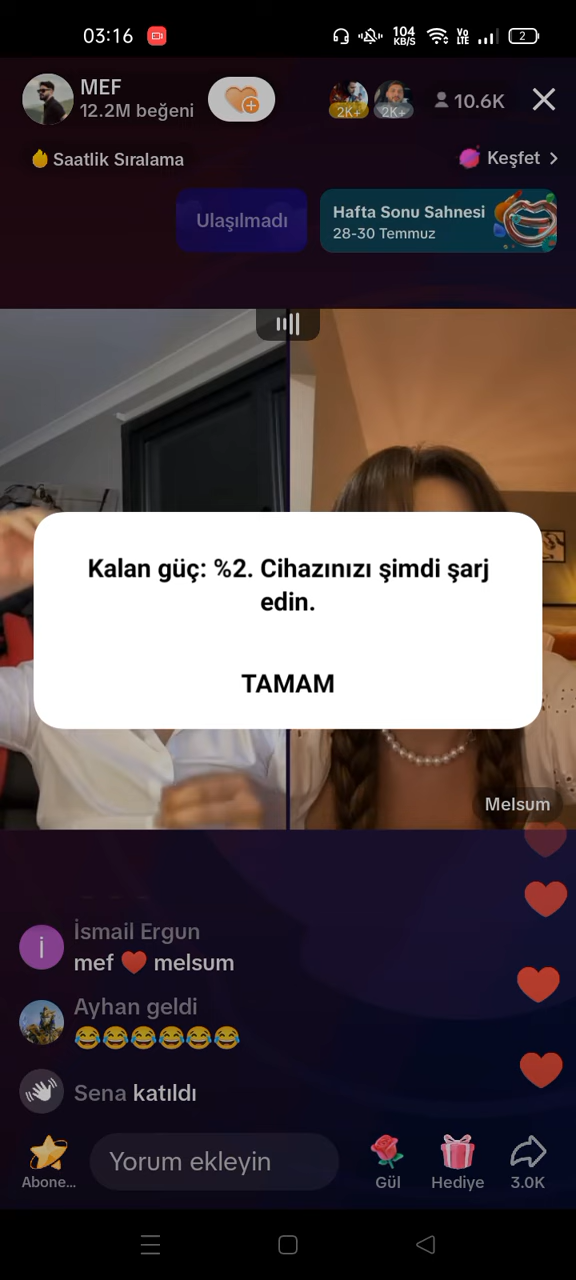 03:16
104
KB/S
Vo
LTE
2
MEF
12.2M beğeni
2K+
2K+
10.6K
Saatlik Sıralama
Keşfet
Ulaşılmadı
Hafta Sonu Sahnesi
28-30 Temmuz
Kalan güç: %2. Cihazınızı şimdi şarj
edin.
TAMAM
Melsum
İsmail Ergun
mef ❤️ melsum
Ayhan geldi
😂😂😂😂😂😂
Sena katıldı
Yorum ekleyin
Abone...
Gül
Hediye
3.0K